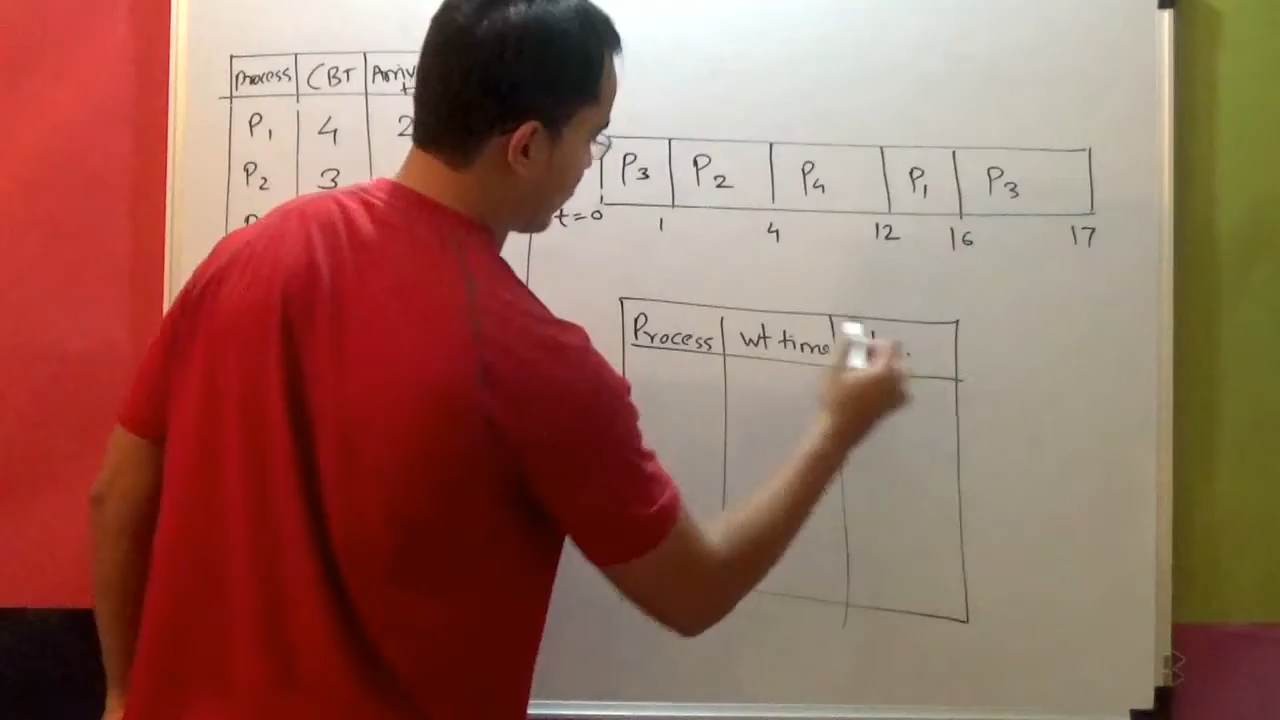 Process CBT
P1 4 2
P2 3
P3 P2 P4 P1 P3
t=0 1 4 12 16 17
Process wt time